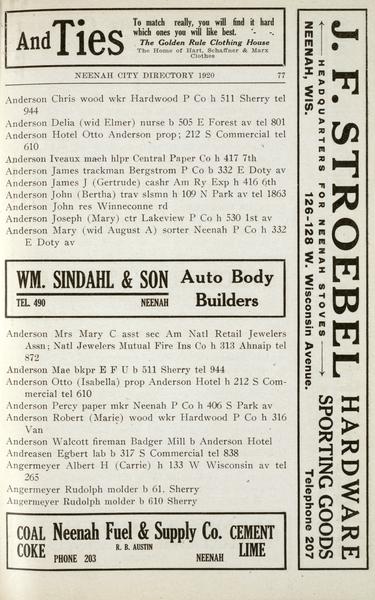 And Ties
To match really, you will find it hard
which ones you will like best.
The Golden Rule Clothing House
The Home of Hart, Schaffner & Marx
Clothes
NEENAH CITY DIRECTORY 1920 77
Anderson Chris wood wkr Hardwood P Co h 511 Sherry tel
944
Anderson Delia (wid Elmer) nurse b 505 E Forest av tel 801
Anderson Hotel Otto Anderson prop; 212 S Commercial tel
610
Anderson Iveaux mach hlpr Central Paper Co h 417 7th
Anderson James trackman Bergstrom P Co b 332 E Doty av
Anderson James J (Gertrude) cashr Am Ry Exp h 416 6th
Anderson John (Bertha) trav slsmn h 109 N Park av tel 1863
Anderson John res Winneconne rd
Anderson Joseph (Mary) ctr Lakeview P Co h 530 1st av
Anderson Mary (wid August A) sorter Neenah P Co h 332
E Doty av
WM. SINDAHL & SON
TEL. 490 NEENAH
Auto Body
Builders
Anderson Mrs Mary C asst sec Am Natl Retail Jewelers
Assn; Natl Jewelers Mutual Fire Ins Co h 313 Ahnaip tel
872
Anderson Mae bkpr E F U b 511 Sherry tel 944
Anderson Otto (Isabella) prop Anderson Hotel h 212 S Com-
mercial tel 610
Anderson Percy paper mkr Neenah P Co h 406 S Park av
Anderson Robert (Marie) wood wkr Hardwood P Co h 316
Van
Anderson Walcott fireman Badger Mill b Anderson Hotel
Andreasen Egbert lab b 317 S Commercial tel 838
Angermeyer Albert H (Carrie) h 133 W Wisconsin av tel
265
Angermeyer Rudolph molder b 61. Sherry
Angermeyer Rudolph molder b 610 Sherry
COAL
COKE
Neenah Fuel & Supply Co.
R. B. AUSTIN
PHONE 203 NEENAH
CEMENT
LIME
J. F. STROEBEL HARDWARE
SPORTING GOODS
HEADQUARTERS FOR NEENAH STOVES
NEENAH, WIS. 126-128 W. Wisconsin Avenue. Telephone 207